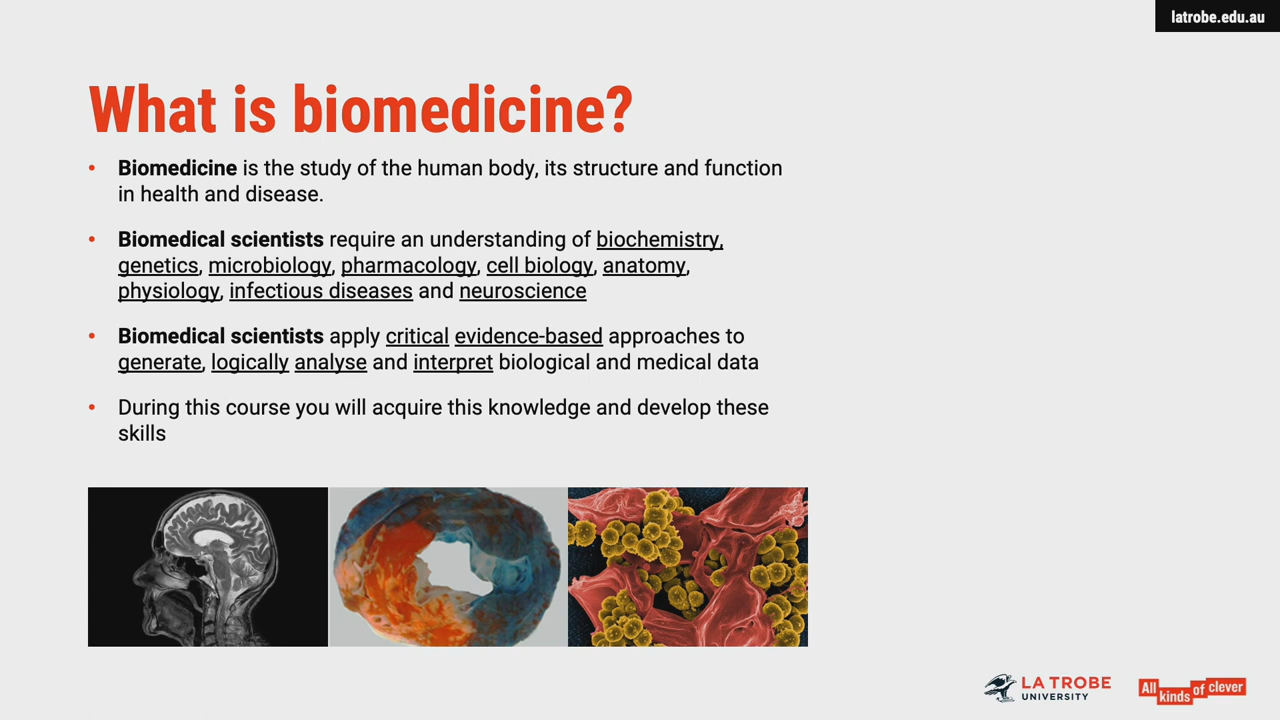 latrobe.edu.au
What is biomedicine?
• Biomedicine is the study of the human body, its structure and function
in health and disease.
• Biomedical scientists require an understanding of biochemistry,
genetics, microbiology, pharmacology, cell biology, anatomy,
physiology, infectious diseases and neuroscience
• Biomedical scientists apply critical evidence-based approaches to
generate, logically analyse and interpret biological and medical data
• During this course you will acquire this knowledge and develop these
skills
LA TROBE
UNIVERSITY
All kinds of clever